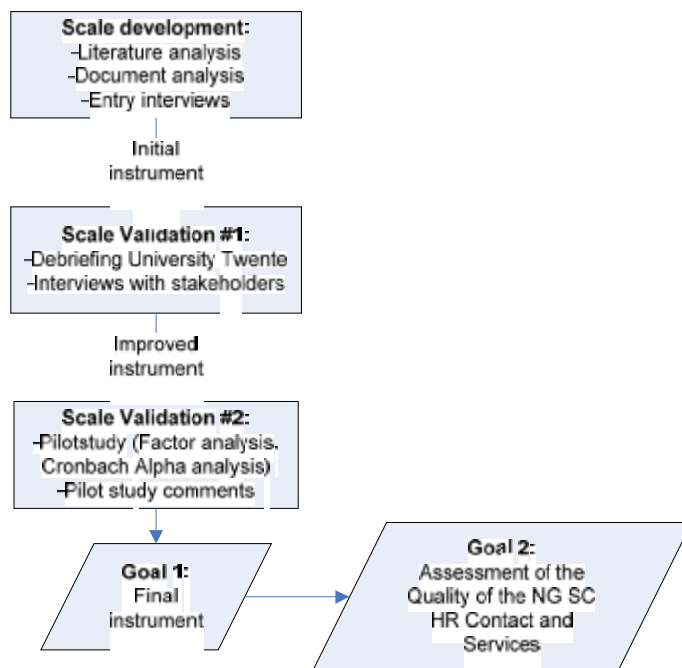 Scale development:
-Literature analysis
-Document analysis
-Entry interviews
Initial
instrument
Scale Validation #1:
-Debriefing University Twente
-Interviews with stakeholders
Improved
instrument
Scale Validation #2:
-Pilotstudy (Factor analysis,
Cronbach Alpha analysis)
-Pilot study comments
Goal 1:
Final
instrument
Goal 2:
Assessment of the
Quality of the NG SC
HR Contact and
Services